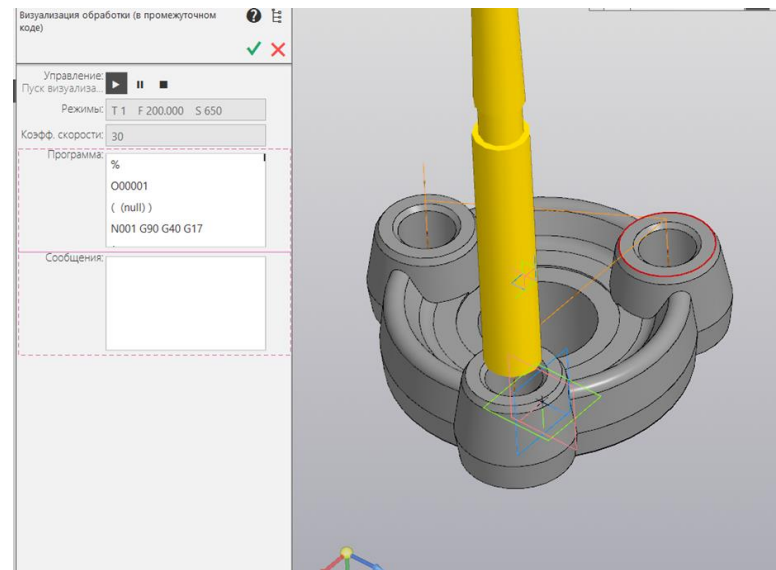 Визуализация обработки (в промежуточном
коде)
Управление:
Пуск визуализа...
Режимы: T 1 F 200.000 S 650
Коэфф. скорости: 30
Программа: %
O00001
( (null) )
N001 G90 G40 G17
Сообщения: